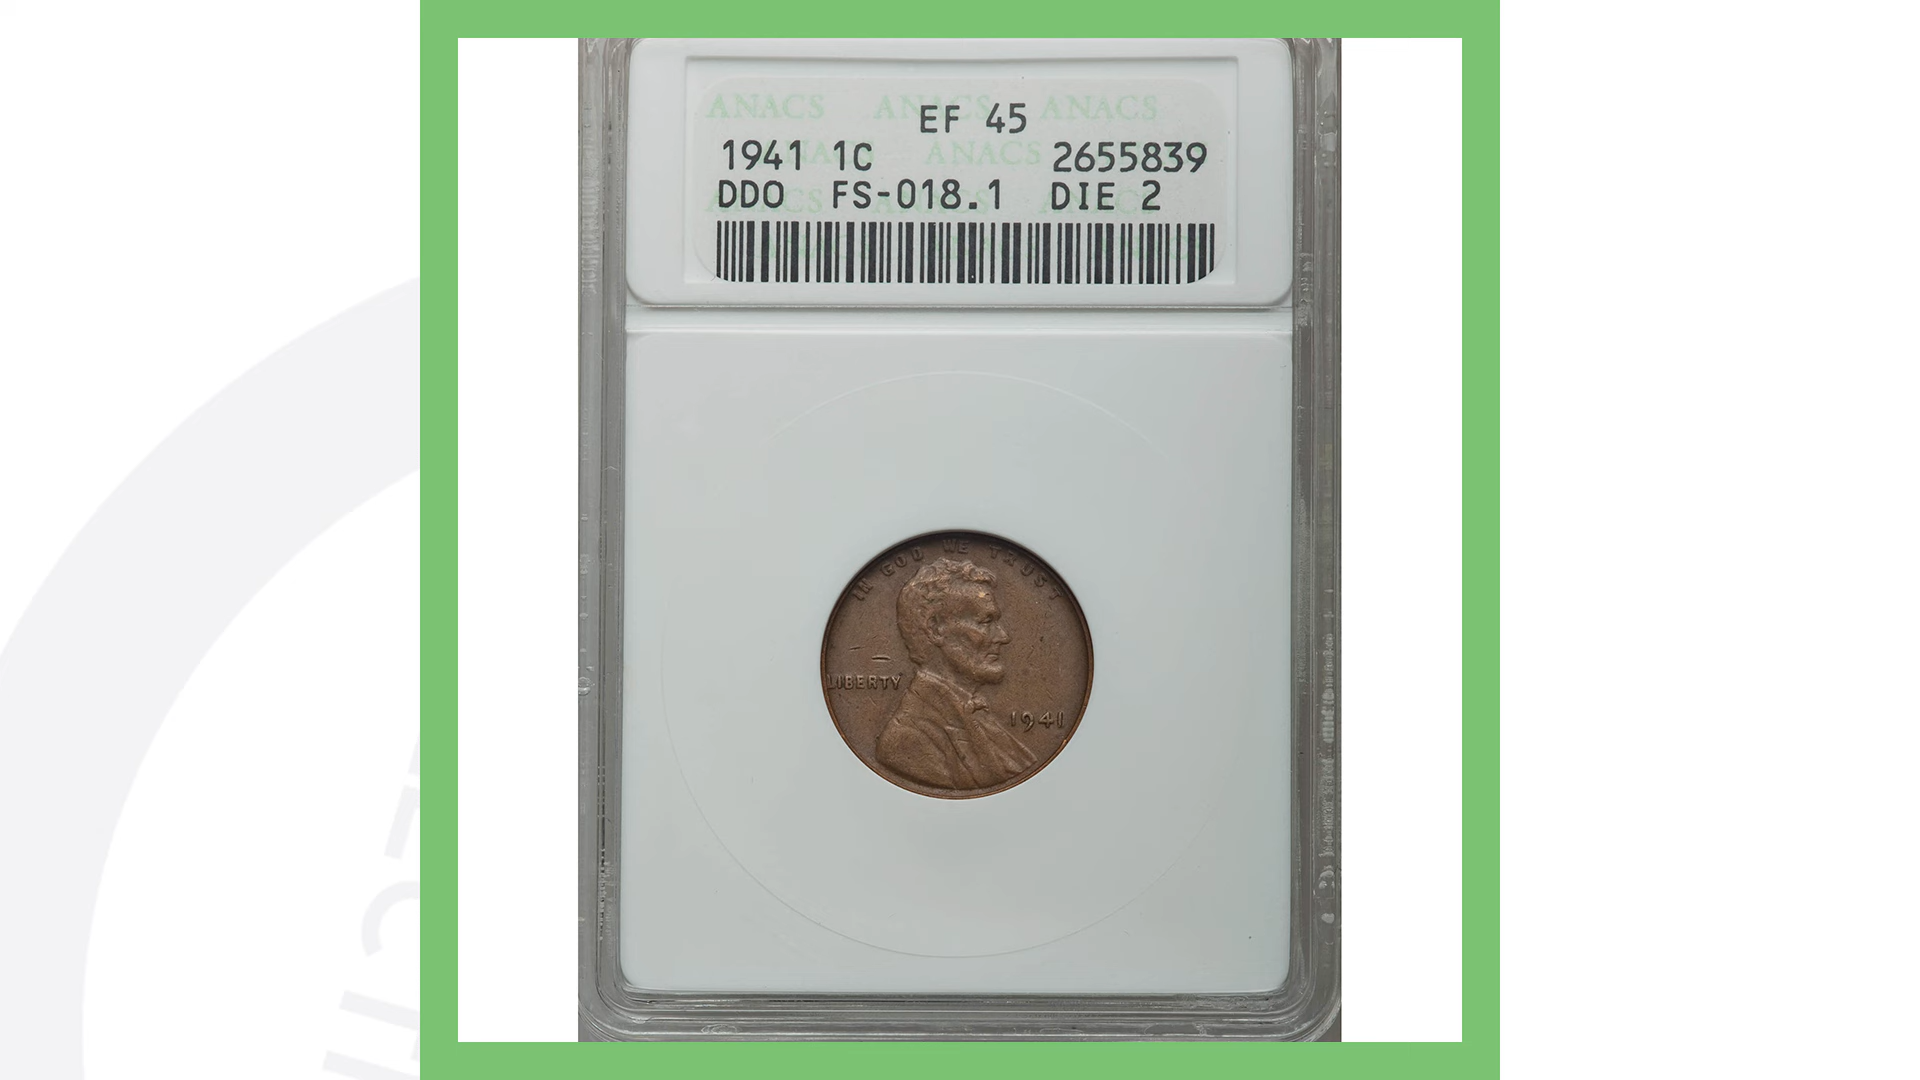 ANACS ANACS ANACS
EF 45
ANACS ANACS
1941 1C 2655839
DDO FS-018.1 DIE 2
IN GOD WE TRUST
LIBERTY
1941